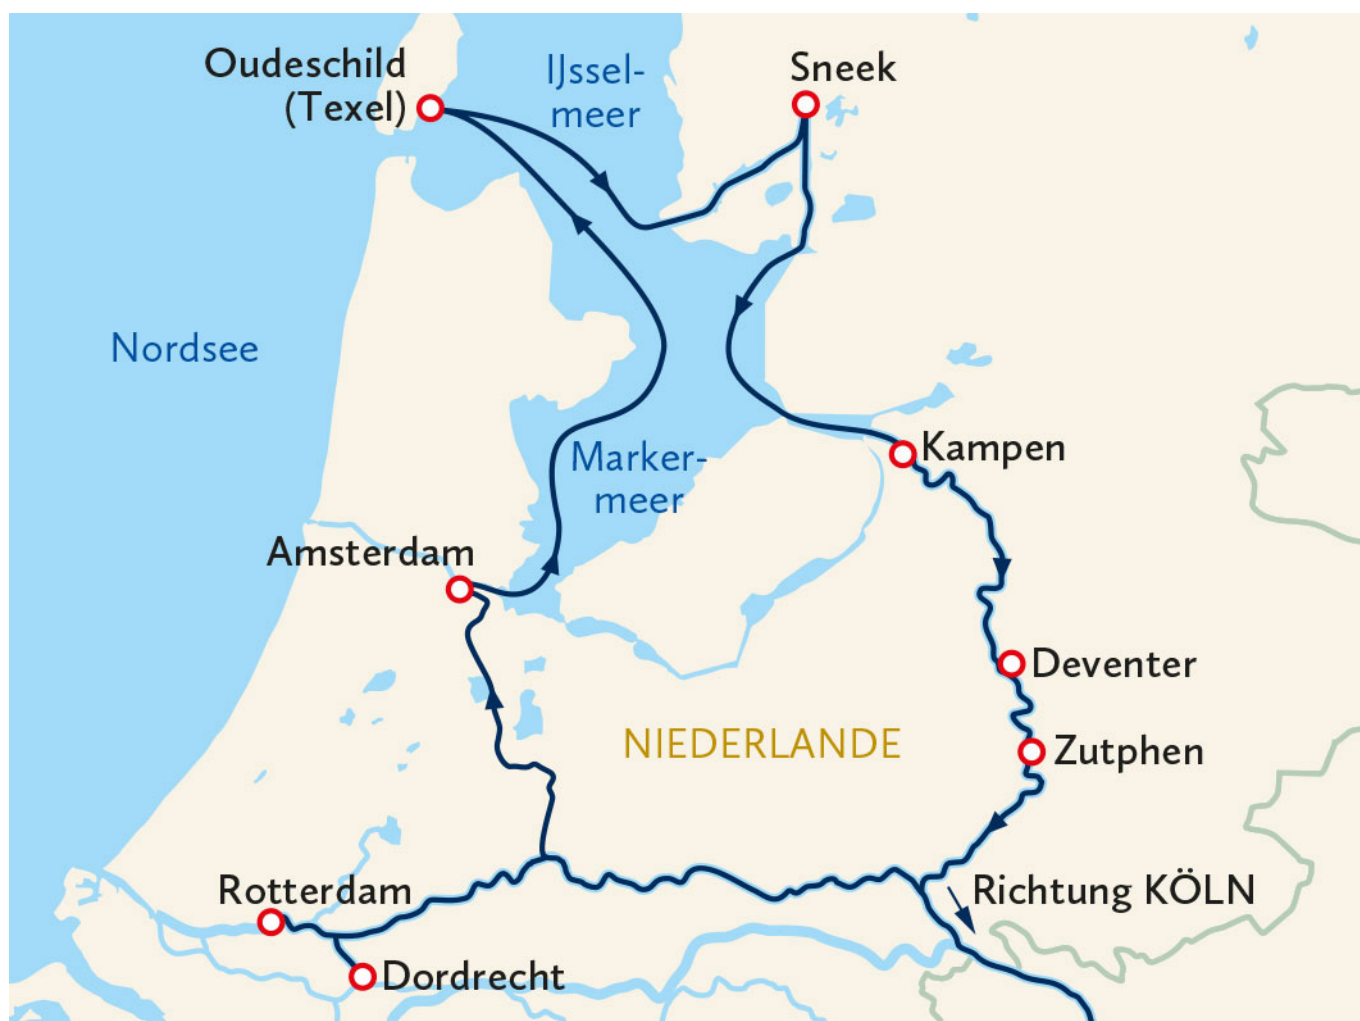 Oudeschild
(Texel)
IJssel-
meer
Sneek
Nordsee
Kampen
Marker-
meer
Amsterdam
Deventer
NIEDERLANDE
Zutphen
Rotterdam
Richtung KÖLN
Dordrecht